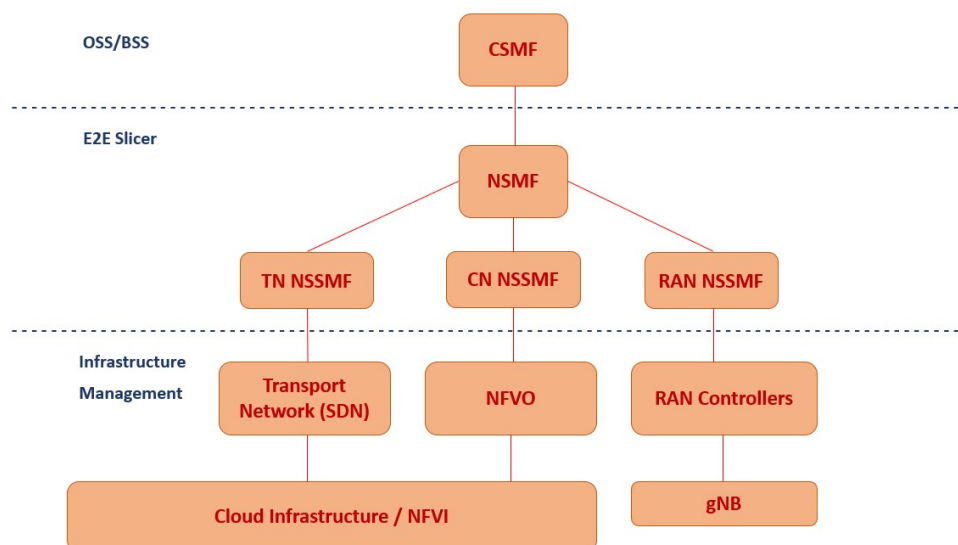 OSS/BSS
CSMF
E2E Slicer
NSMF
TN NSSMF
CN NSSMF
RAN NSSMF
Infrastructure
Management
Transport
Network (SDN)
NFVO
RAN Controllers
Cloud Infrastructure / NFVI
gNB